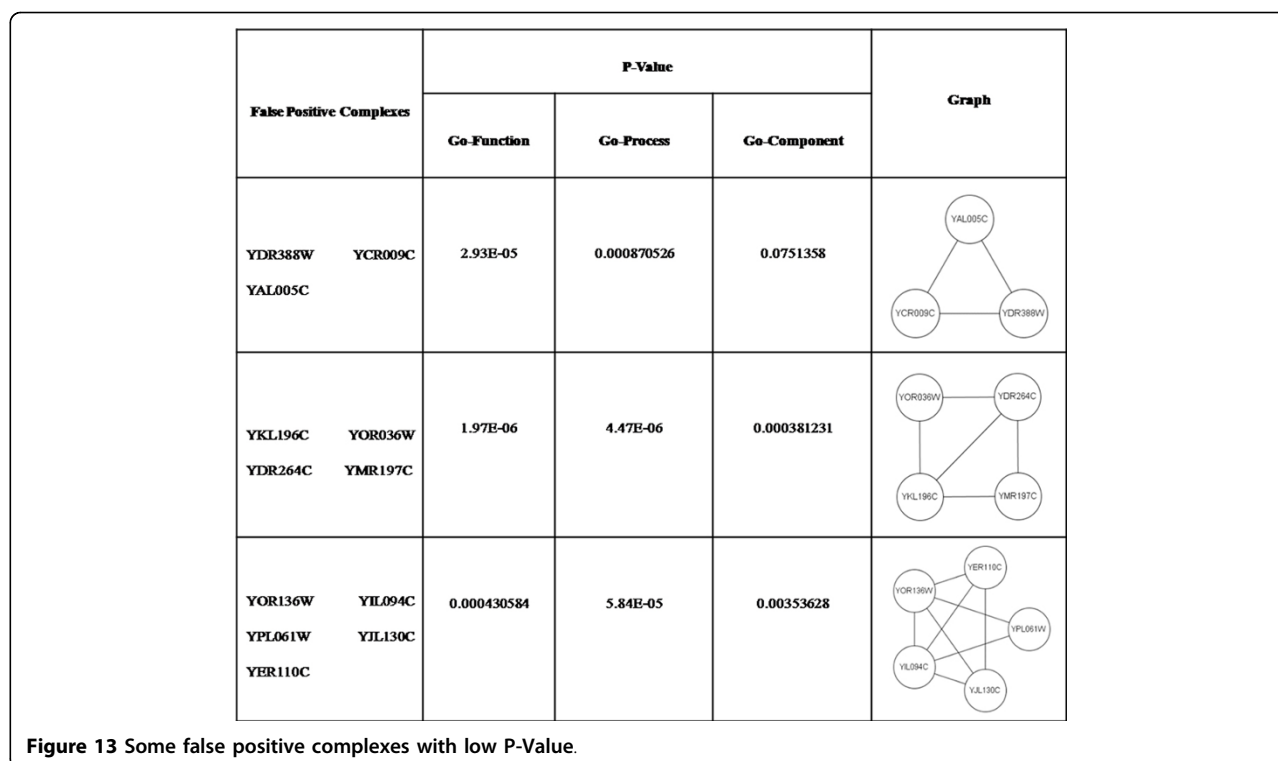 False Positive Complexes
P-Value
Graph
Go-Function
Go-Process
Go-Component
YDR388W YCR009C
YAL005C
2.93E-05
0.000870526
0.0751358
YAL005C
YCR009C
YDR388W
YKL196C YOR036W
YDR264C YMR197C
1.97E-06
4.47E-06
0.000381231
YOR036W
YDR264C
YKL196C
YMR197C
YOR136W YIL094C
YPL061W YJL130C
YER110C
0.000430584
5.84E-05
0.00353628
YER110C
YOR136W
YPL061W
YIL094C
YJL130C
Figure 13 Some false positive complexes with low P-Value.